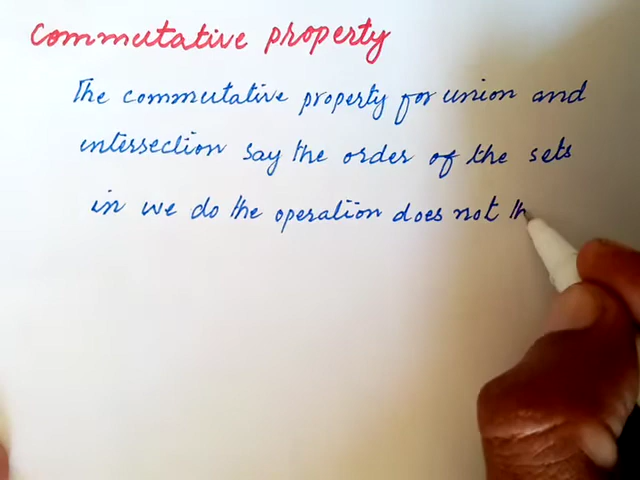 Commutative property
The commutative property for union and
intersection say the order of the sets
in we do the operation does not th